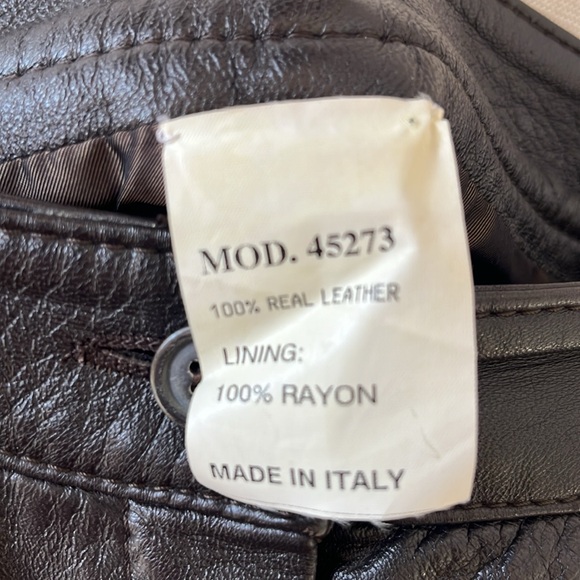 MOD. 45273
100% REAL LEATHER
LINING:
100% RAYON
MADE IN ITALY